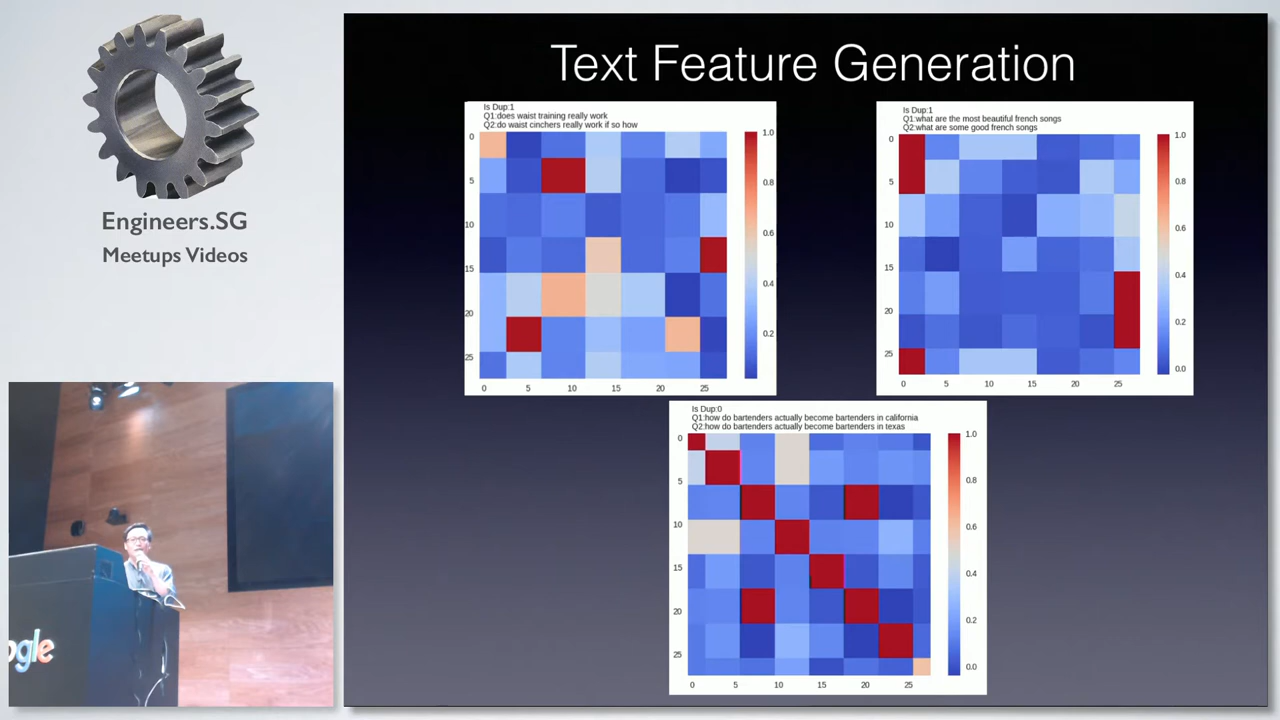 Engineers.SG
Meetups Videos
Text Feature Generation
Is Dup:1
Q1:does waist training really work
Q2:do waist cinchers really work if so how
0
5
10
15
20
25
0 5 10 15 20 25
1.0
0.8
0.6
0.4
0.2
Is Dup:1
Q1:what are the most beautiful french songs
Q2:what are some good french songs
0
5
10
15
20
25
0 5 10 15 20 25
1.0
0.8
0.6
0.4
0.2
0.0
Is Dup:0
Q1:how do bartenders actually become bartenders in california
Q2:how do bartenders actually become bartenders in texas
0
5
10
15
20
25
0 5 10 15 20 25
1.0
0.8
0.6
0.4
0.2
0.0
ogle